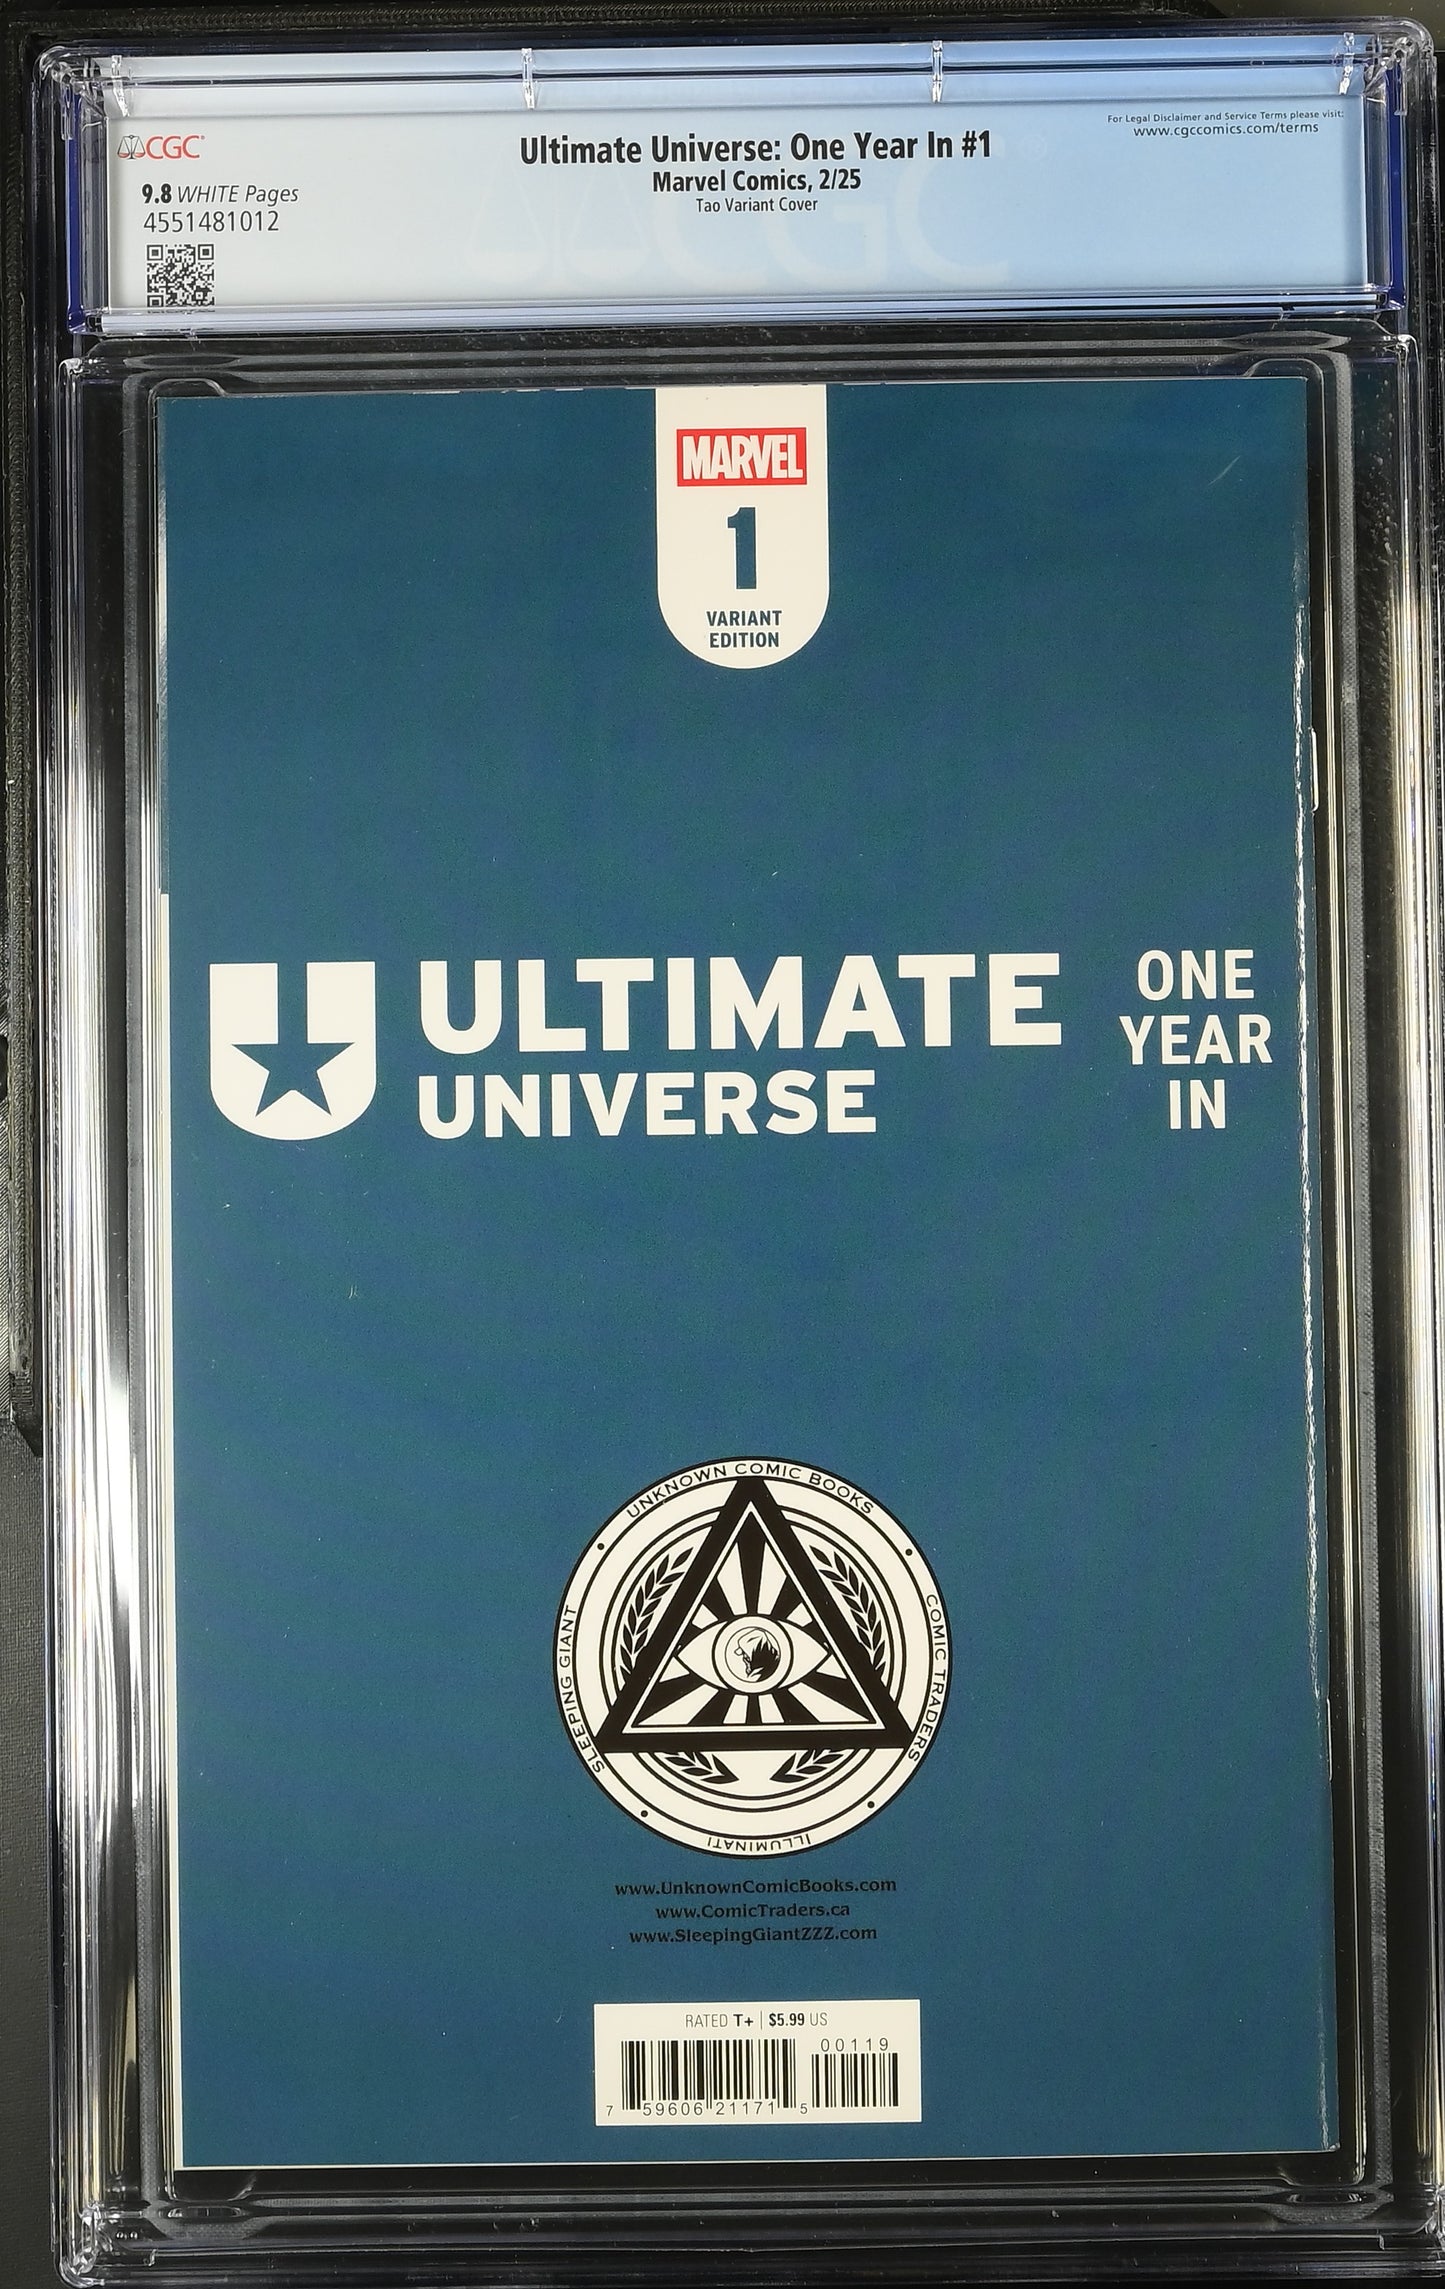 CGC
9.8 WHITE Pages
4551481012
Ultimate Universe: One Year In #1
Marvel Comics, 2/25
Tao Variant Cover
For Legal Disclaimer and Service Terms please visit:
www.cgccomics.com/terms
CGC
MARVEL
1
VARIANT
EDITION
ULTIMATE
UNIVERSE
ONE
YEAR
IN
UNKNOWN COMIC BOOKS
COMIC TRADERS
SLEEPING GIANT
ILLUMINATI
www.UnknownComicBooks.com
www.ComicTraders.ca
www.SleepingGiantZZZ.com
RATED T+ | $5.99 US
00119
7 59606 21171 5